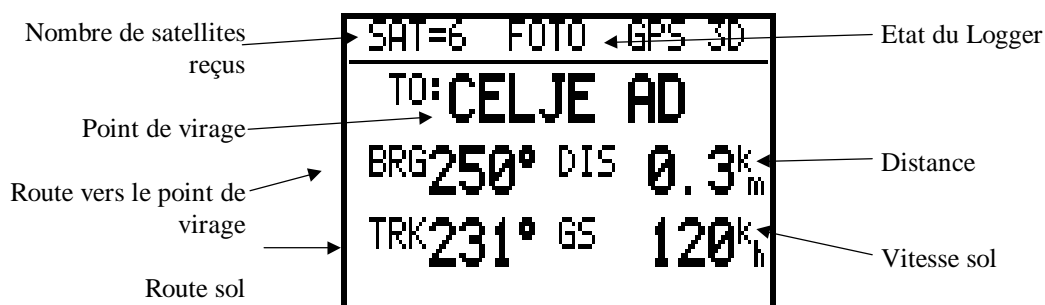 Nombre de satellites
reçus
Point de virage
Route vers le point de
virage
Route sol
SAT=6 FOTO GPS 3D
TO:CELJE AD
BRG250° DIS 0.3km
TRK231° GS 120kh
Etat du Logger
Distance
Vitesse sol